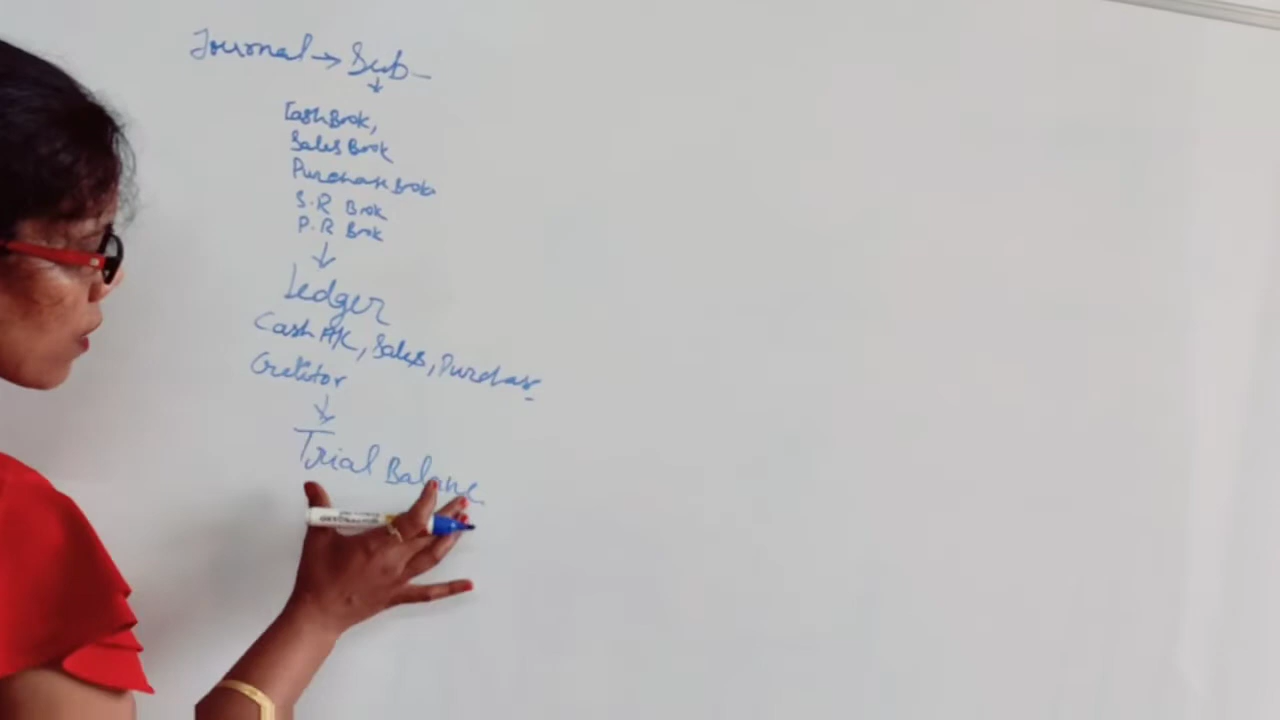 Journal → Sub-
↓
Cash Book,
Sales Book
Purchase Book
S.R Book
P.R Book
↓
Ledger
Cash A/c, Sales, Purchase
Creditor
↓
Trial Balance